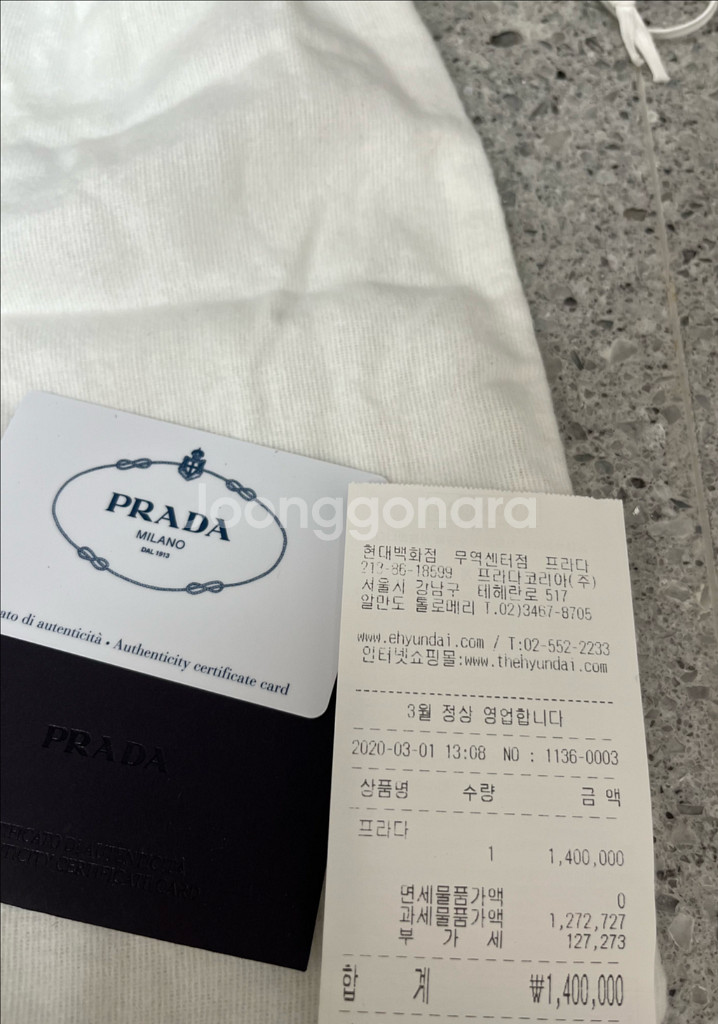 PRADA
MILANO
DAL 1913
ato di autenticità • Authenticity certificate card
PRADA
joonggonara
현대백화점 무역센터점 프라다
212-86-18599 프라다코리아(주)
서울시 강남구 테헤란로 517
알만도 톨로메리 T.02)3467-8705
www.ehyundai.com / T:02-552-2233
인터넷쇼핑몰:www.thehyundai.com
3월 정상 영업합니다
2020-03-01 13:08 NO : 1136-0003
상품명 수량 금 액
프라다
1 1,400,000
면세물품가액 0
과세물품가액 1,272,727
부 가 세 127,273
합 계 ₩1,400,000